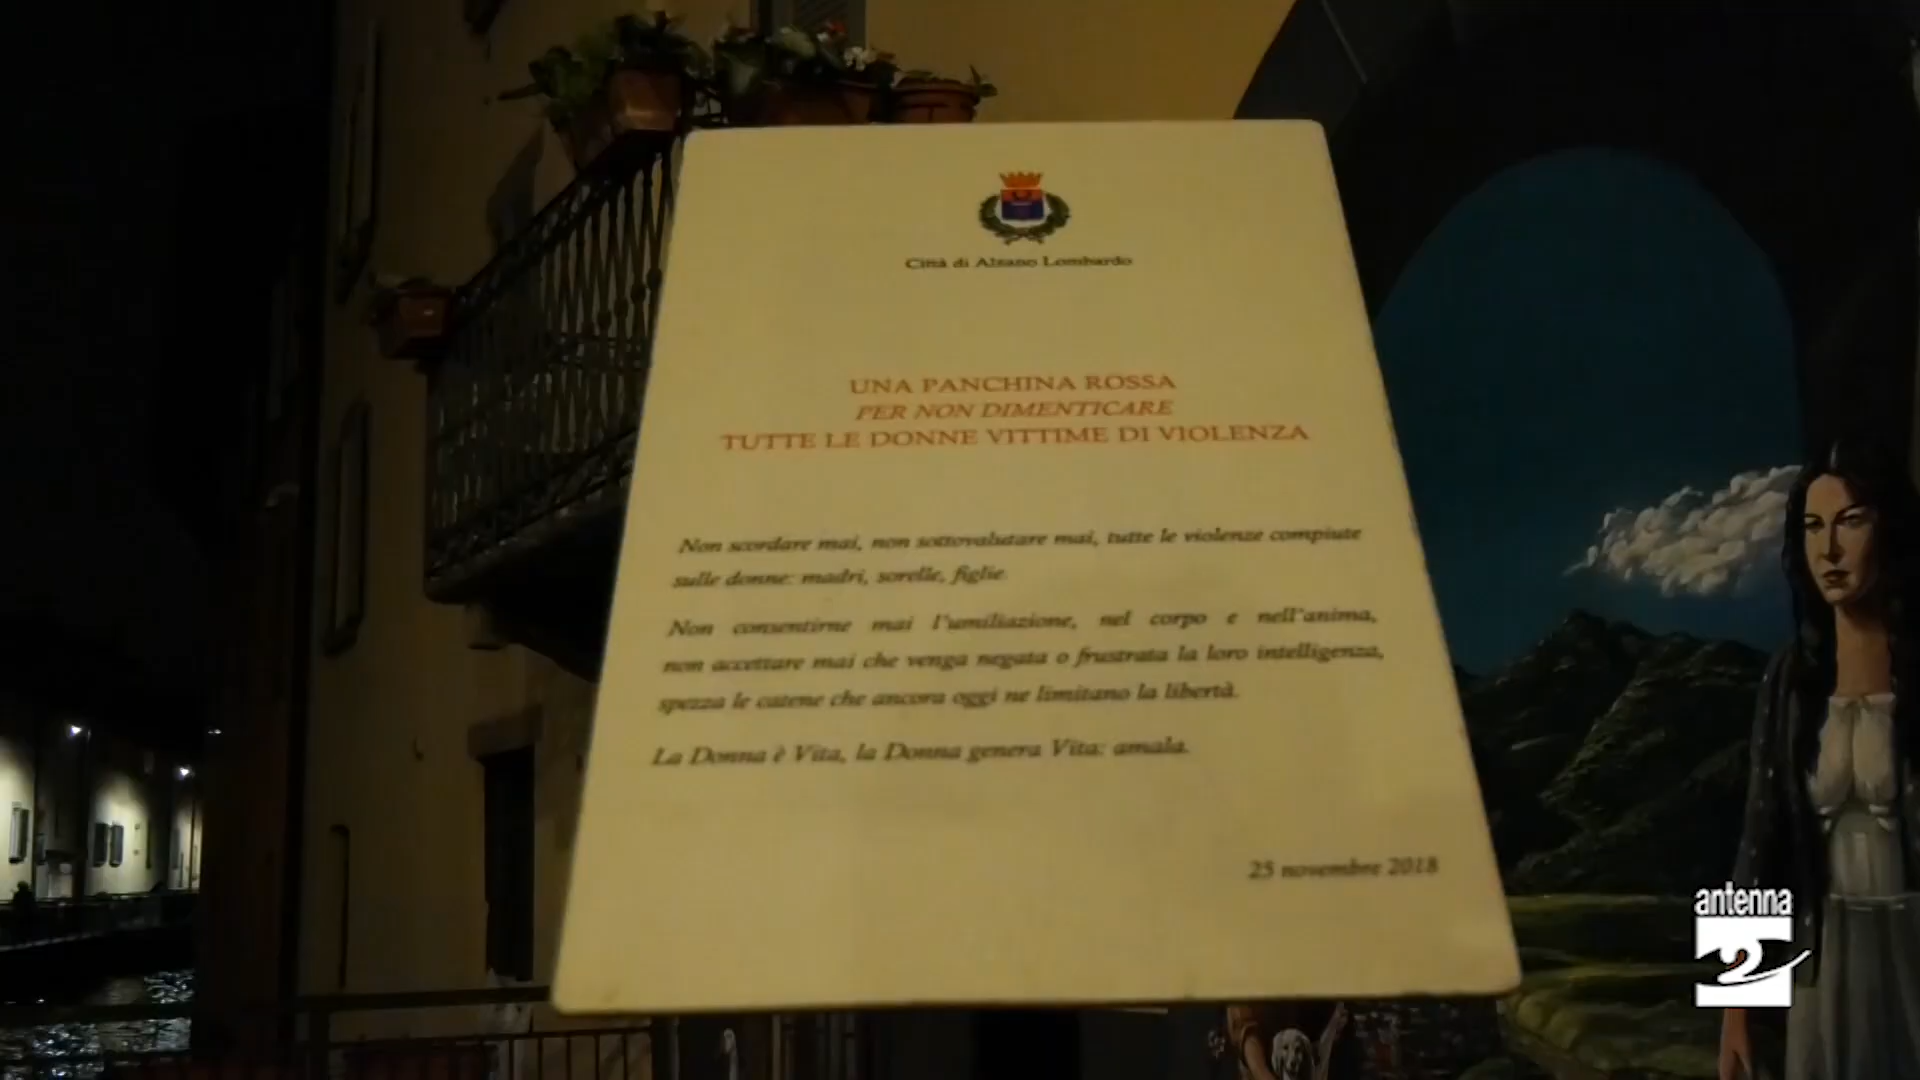 Città di Alzano Lombardo
UNA PANCHINA ROSSA
PER NON DIMENTICARE
TUTTE LE DONNE VITTIME DI VIOLENZA
Non scordare mai, non sottovalutare mai, tutte le violenze compiute
sulle donne: madri, sorelle, figlie.
Non consentirne mai l'umiliazione, nel corpo e nell'anima,
non accettare mai che venga negata o frustrata la loro intelligenza,
spezza le catene che ancora oggi ne limitano la libertà.
La Donna è Vita, la Donna genera Vita: amala.
25 novembre 2018
antenna
2